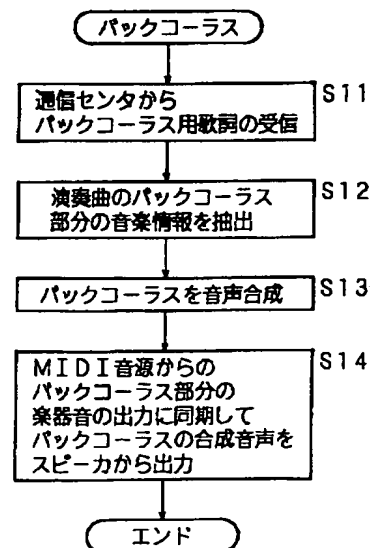 バックコーラス
S11
通信センタから
バックコーラス用歌詞の受信
S12
演奏曲のバックコーラス
部分の音楽情報を抽出
S13
バックコーラスを音声合成
S14
MIDI音源からの
バックコーラス部分の
楽器音の出力に同期して
バックコーラスの合成音声を
スピーカから出力
エンド